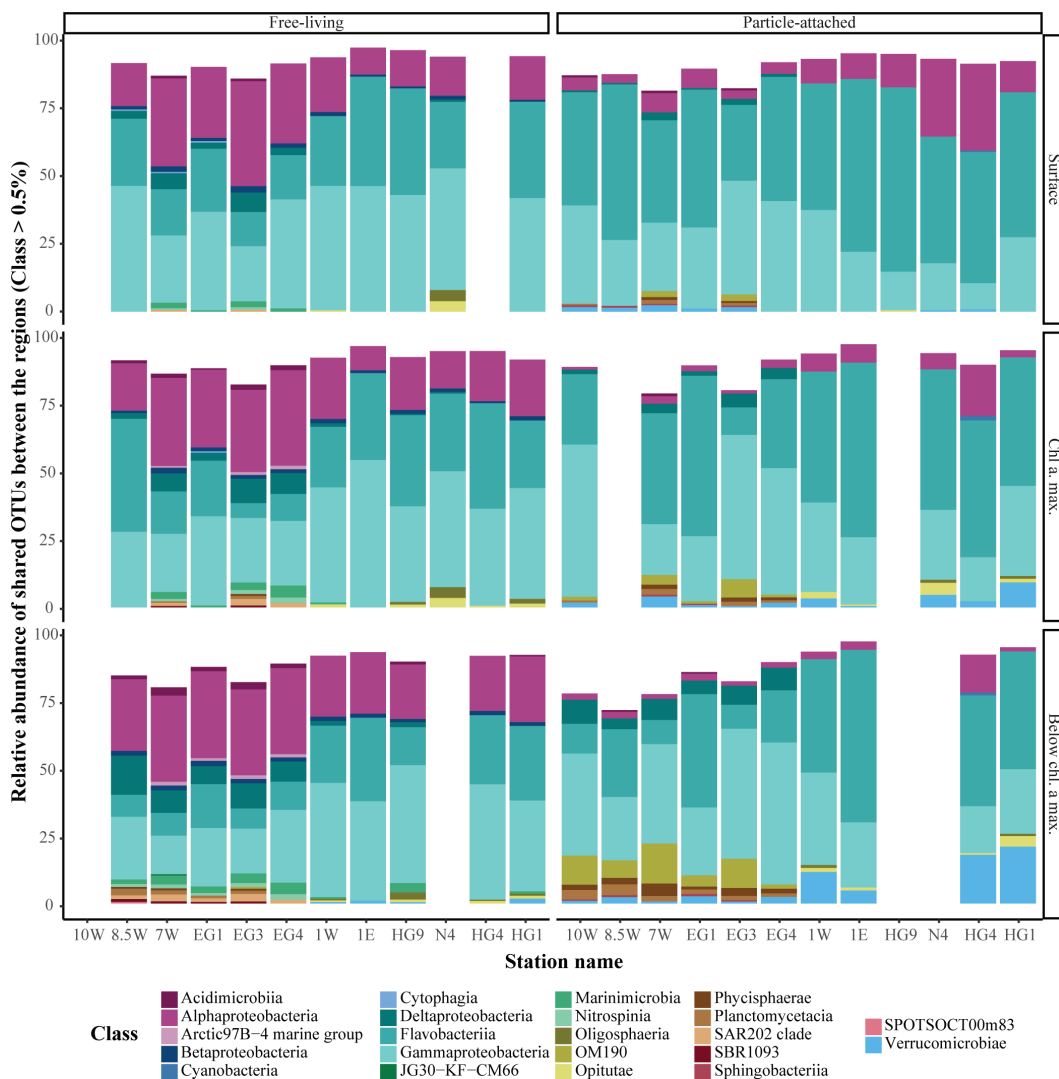 Free-living Particle-attached
Relative abundance of shared OTUs between the regions (Class > 0.5%)
100
75
50
25
0
Surface
100
75
50
25
0
Chl a. max.
100
75
50
25
0
Below chl. a max.
10W 8.5W 7W EG1 EG3 EG4 1W 1E HG9 N4 HG4 HG1 10W 8.5W 7W EG1 EG3 EG4 1W 1E HG9 N4 HG4 HG1
Station name
Class
Acidimicrobiia
Alphaproteobacteria
Arctic97B−4 marine group
Betaproteobacteria
Cyanobacteria
Cytophagia
Deltaproteobacteria
Flavobacteriia
Gammaproteobacteria
JG30−KF−CM66
Marinimicrobia
Nitrospinia
Oligosphaeria
OM190
Opitutae
Phycisphaerae
Planctomycetacia
SAR202 clade
SBR1093
Sphingobacteriia
SPOTSOCT00m83
Verrucomicrobiae